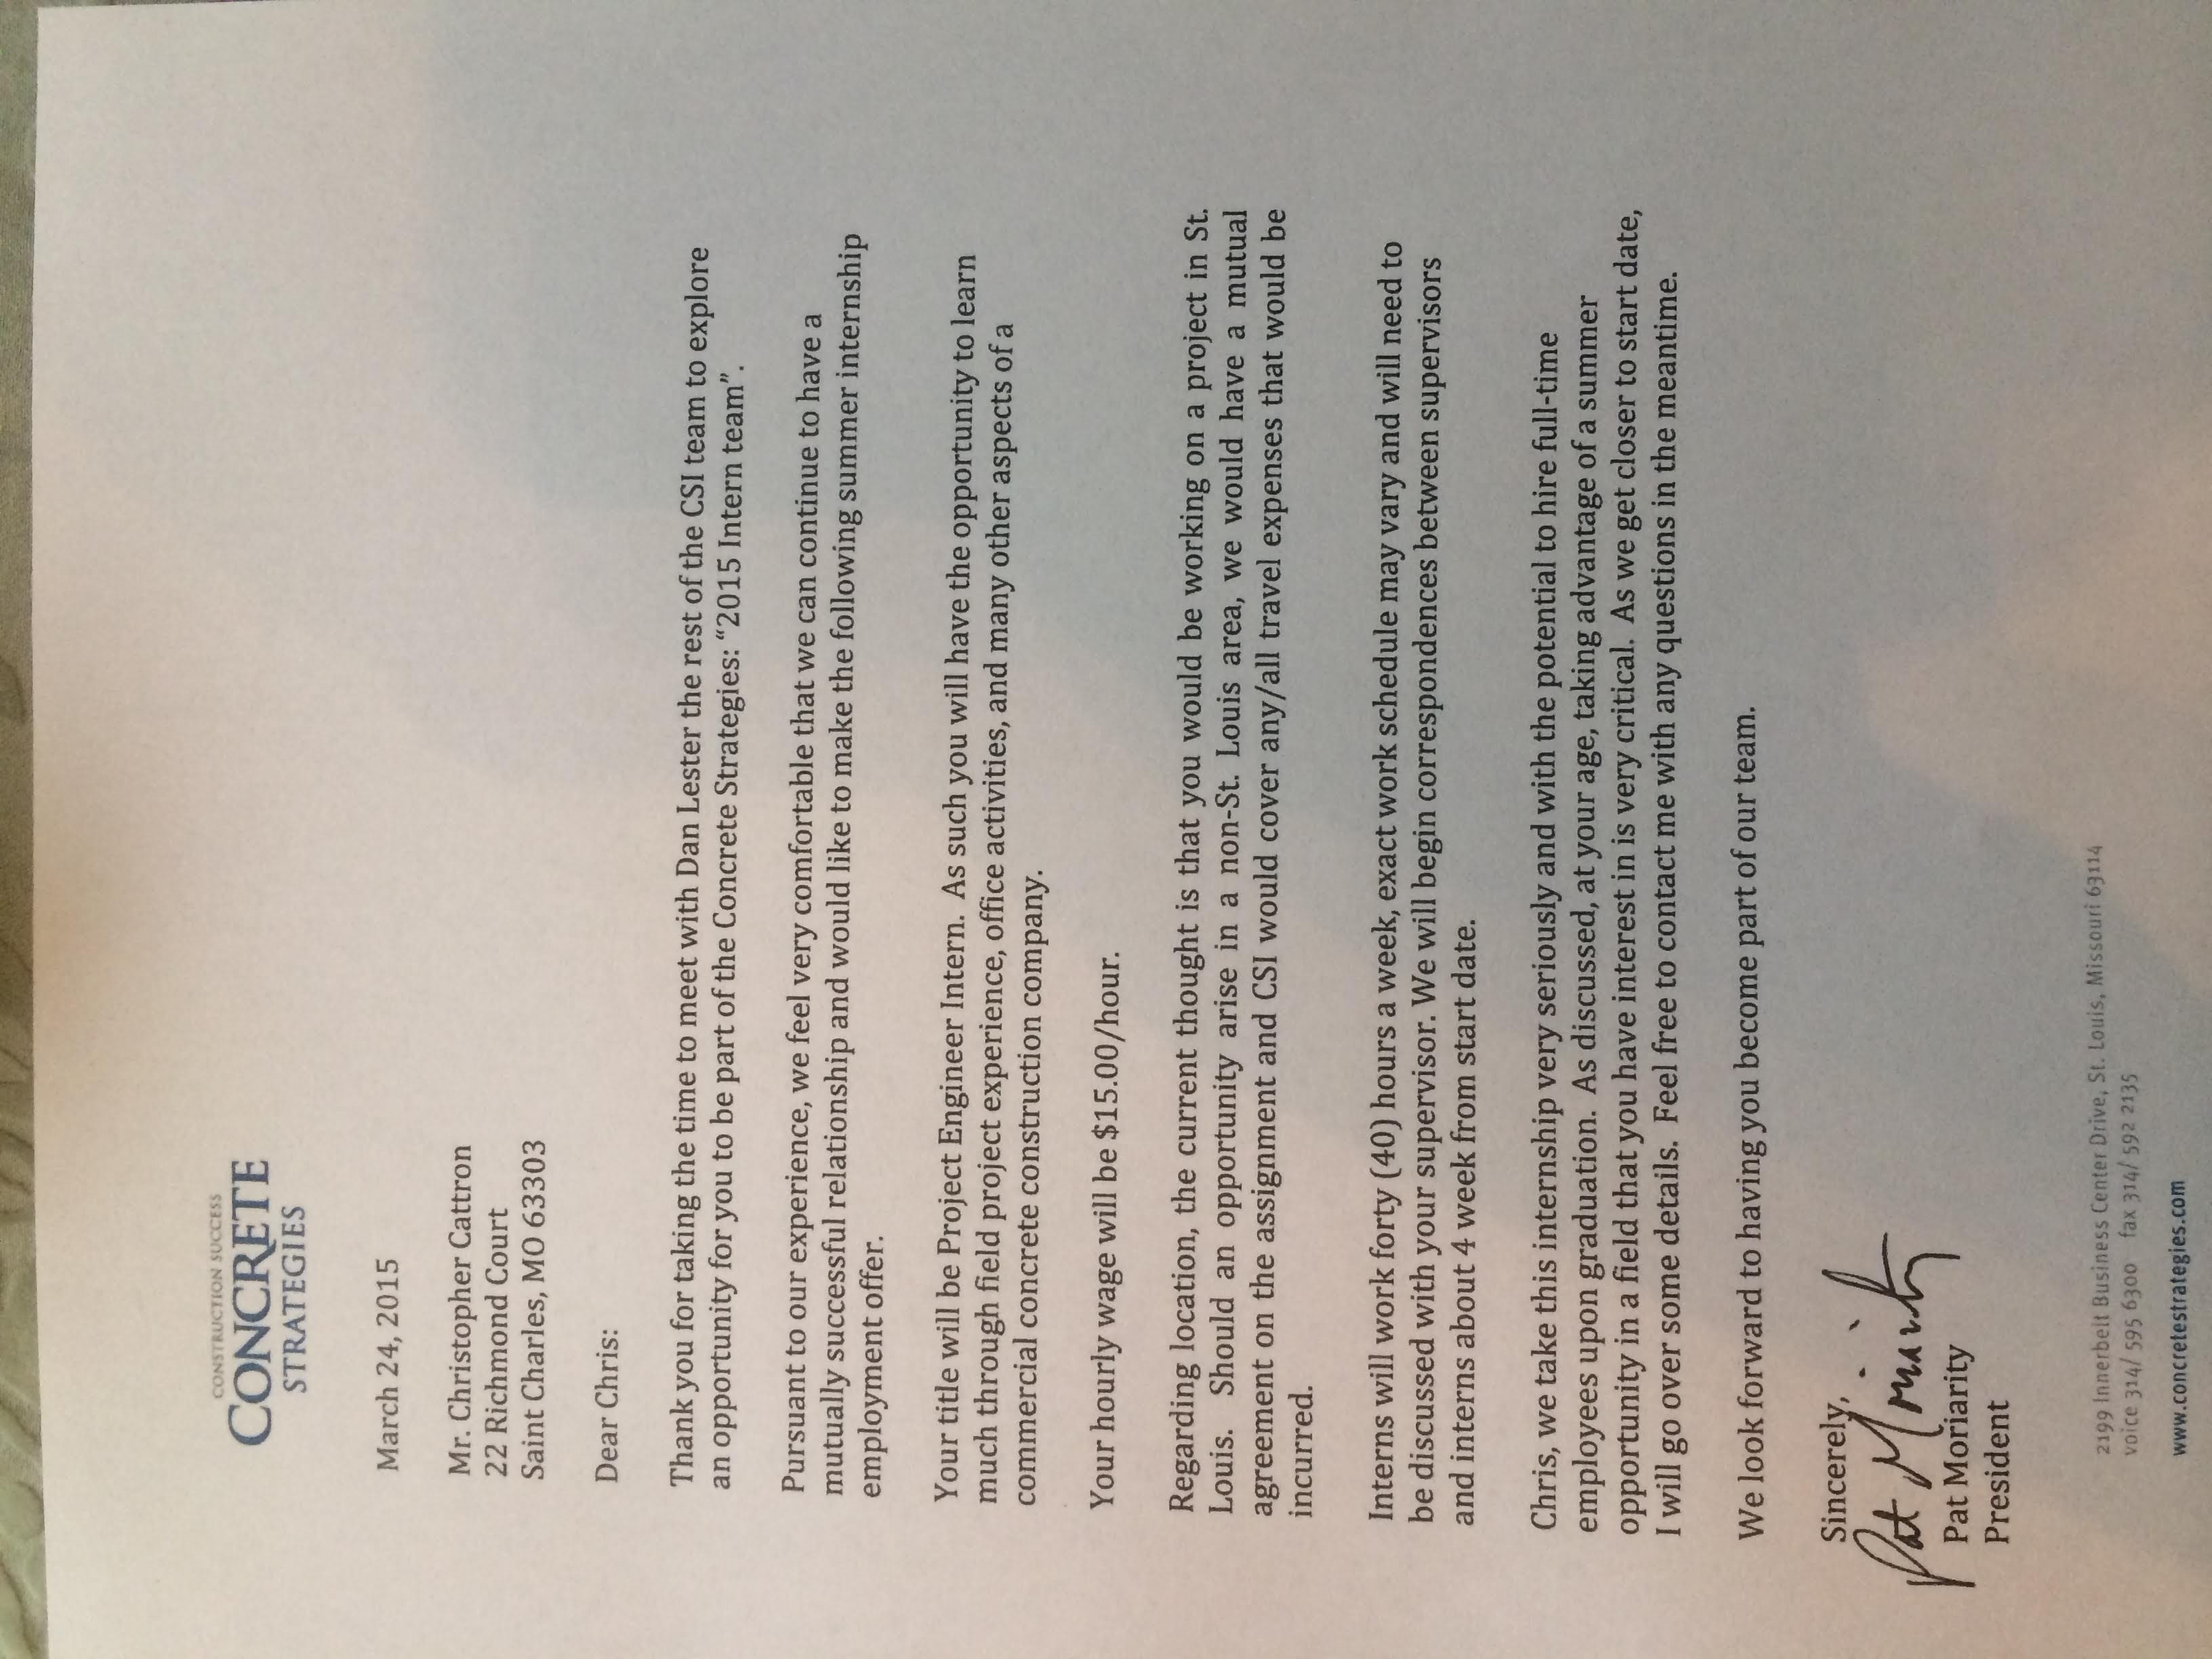 CONSTRUCTION SUCCESS
CONCRETE
STRATEGIES
March 24, 2015
Mr. Christopher Cattron
22 Richmond Court
Saint Charles, MO 63303
Dear Chris:
Thank you for taking the time to meet with Dan Lester the rest of the CSI team to explore
an opportunity for you to be part of the Concrete Strategies: “2015 Intern team”.
Pursuant to our experience, we feel very comfortable that we can continue to have a
mutually successful relationship and would like to make the following summer internship
employment offer.
Your title will be Project Engineer Intern. As such you will have the opportunity to learn
much through field project experience, office activities, and many other aspects of a
commercial concrete construction company.
Your hourly wage will be $15.00/hour.
Regarding location, the current thought is that you would be working on a project in St.
Louis. Should an opportunity arise in a non-St. Louis area, we would have a mutual
agreement on the assignment and CSI would cover any/all travel expenses that would be
incurred.
Interns will work forty (40) hours a week, exact work schedule may vary and will need to
be discussed with your supervisor. We will begin correspondences between supervisors
and interns about 4 week from start date.
Chris, we take this internship very seriously and with the potential to hire full-time
employees upon graduation. As discussed, at your age, taking advantage of a summer
opportunity in a field that you have interest in is very critical. As we get closer to start date,
I will go over some details. Feel free to contact me with any questions in the meantime.
We look forward to having you become part of our team.
Sincerely,
Pat Moriarity
Pat Moriarity
President
2199 Innerbelt Business Center Drive, St. Louis, Missouri 63114
voice 314/ 595 6300 fax 314/ 592 2135
www.concretestrategies.com